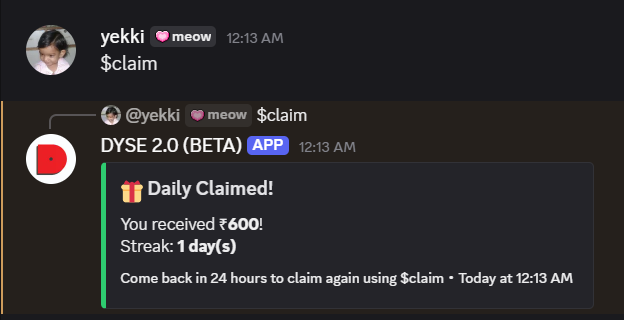 yekki meow 12:13 AM
$claim
@yekki meow $claim
DYSE 2.0 (BETA) APP 12:13 AM
Daily Claimed!
You received ₹600!
Streak: 1 day(s)
Come back in 24 hours to claim again using $claim • Today at 12:13 AM